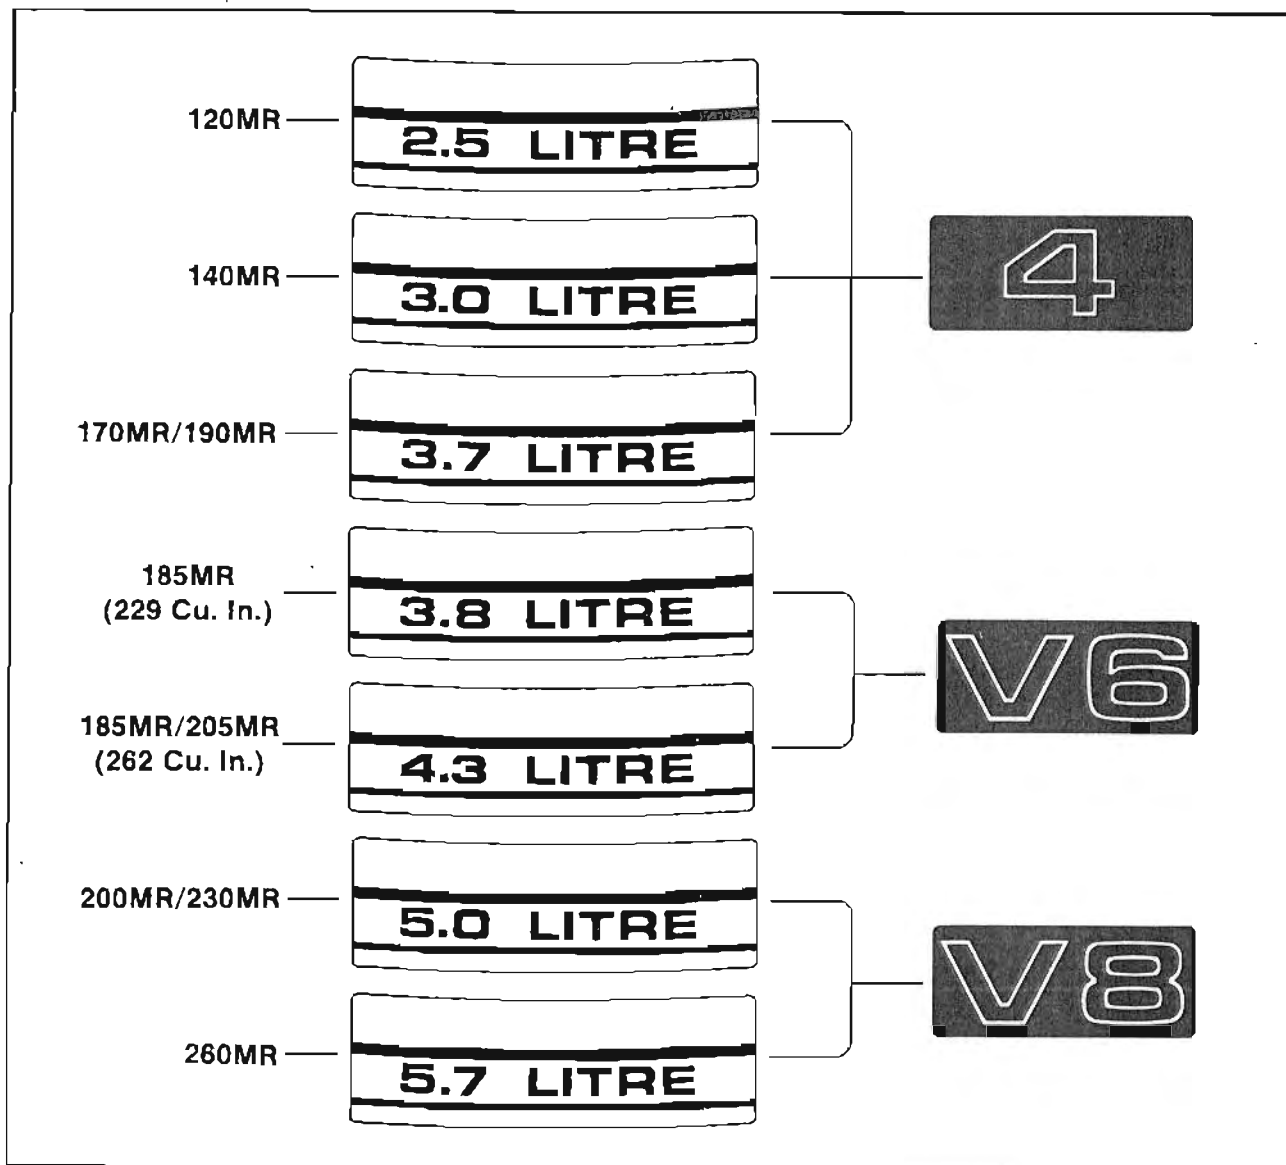 120MR
2.5 LITRE
140MR
3.0 LITRE
4
170MR/190MR
3.7 LITRE
185MR
(229 Cu. In.)
3.8 LITRE
V6
185MR/205MR
(262 Cu. In.)
4.3 LITRE
200MR/230MR
5.0 LITRE
V8
260MR
5.7 LITRE